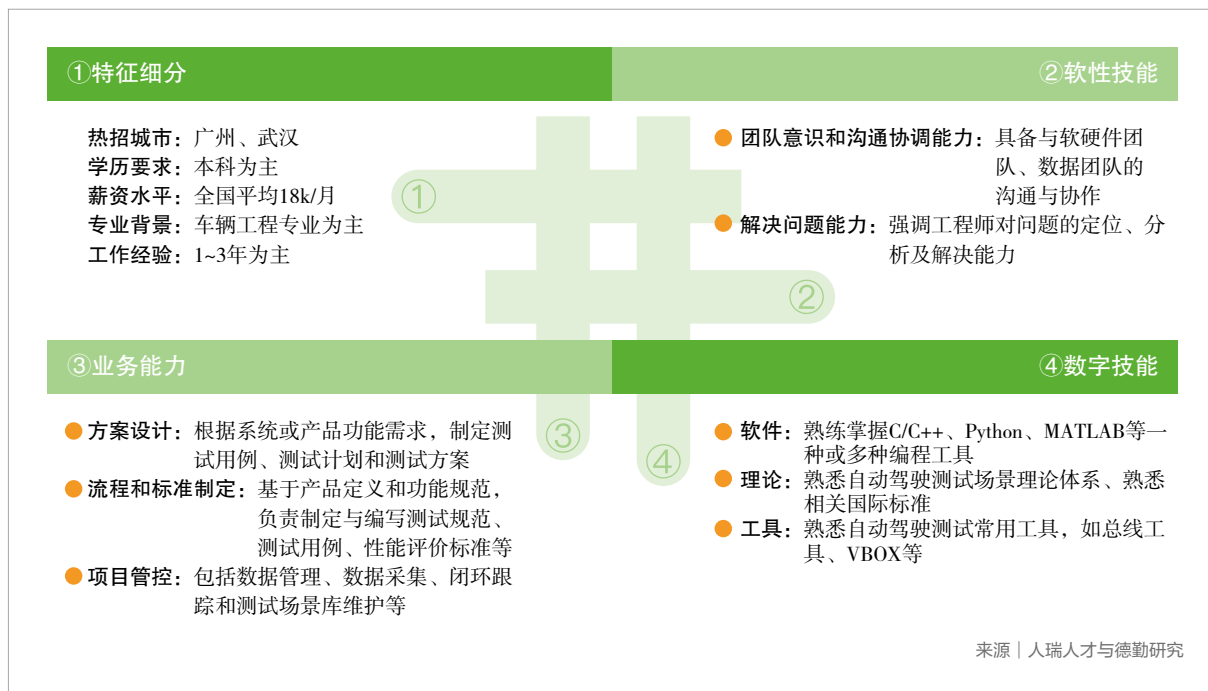 ①特征细分
②软性技能
热招城市：广州、武汉
学历要求：本科为主
薪资水平：全国平均18k/月
专业背景：车辆工程专业为主
工作经验：1~3年为主
团队意识和沟通协调能力：具备与软硬件团
队、数据团队的
沟通与协作
解决问题能力：强调工程师对问题的定位、分
析及解决能力
①
②
③业务能力
④数字技能
方案设计：根据系统或产品功能需求，制定测
试用例、测试计划和测试方案
流程和标准制定：基于产品定义和功能规范，
负责制定与编写测试规范、
测试用例、性能评价标准等
项目管控：包括数据管理、数据采集、闭环跟
踪和测试场景库维护等
③
④
软件：熟练掌握C/C++、Python、MATLAB等一
种或多种编程工具
理论：熟悉自动驾驶测试场景理论体系、熟悉
相关国际标准
工具：熟悉自动驾驶测试常用工具，如总线工
具、VBOX等
来源｜人瑞人才与德勤研究